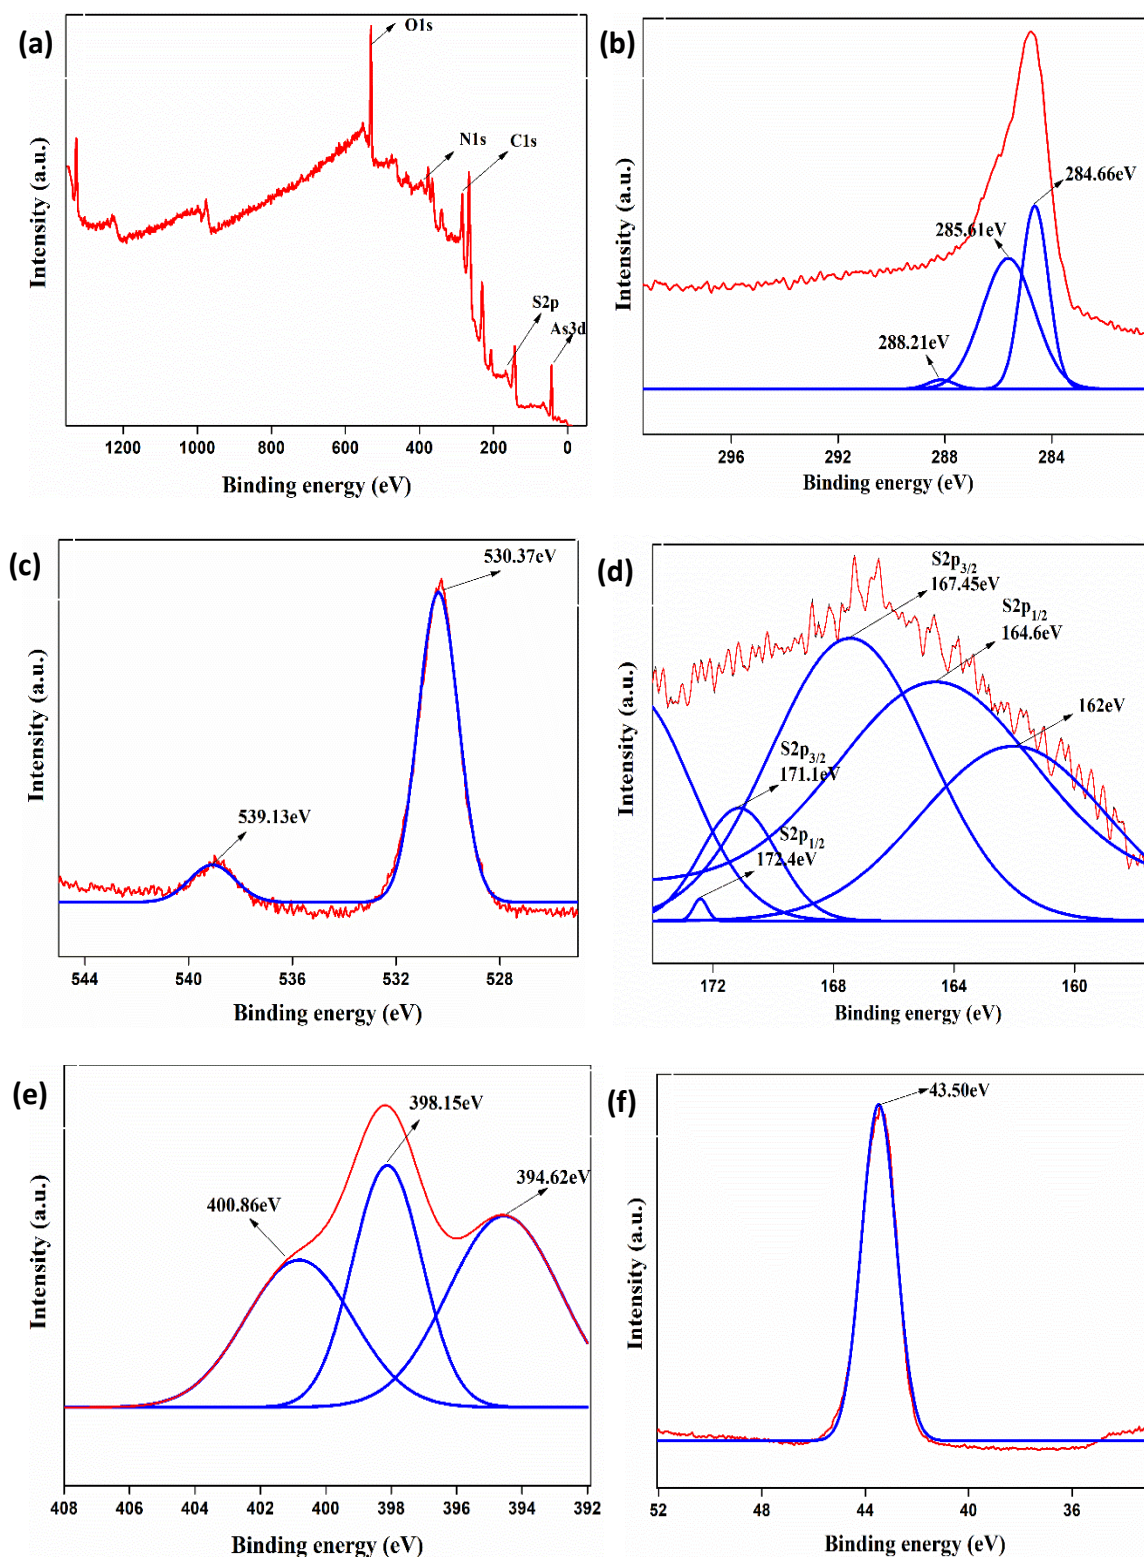 (a)
O1s
N1s
C1s
S2p
As3d
Intensity (a.u.)
1200 1000 800 600 400 200 0
Binding energy (eV)
(b)
284.66eV
285.61eV
288.21eV
Intensity (a.u.)
296 292 288 284
Binding energy (eV)
(c)
530.37eV
539.13eV
Intensity (a.u.)
544 540 536 532 528
Binding energy (eV)
(d)
S2p3/2
167.45eV
S2p1/2
164.6eV
162eV
S2p3/2
171.1eV
S2p1/2
172.4eV
Intensity (a.u.)
172 168 164 160
Binding energy (eV)
(e)
398.15eV
394.62eV
400.86eV
Intensity (a.u.)
408 406 404 402 400 398 396 394 392
Binding energy (eV)
(f)
43.50eV
Intensity (a.u.)
52 48 44 40 36
Binding energy (eV)